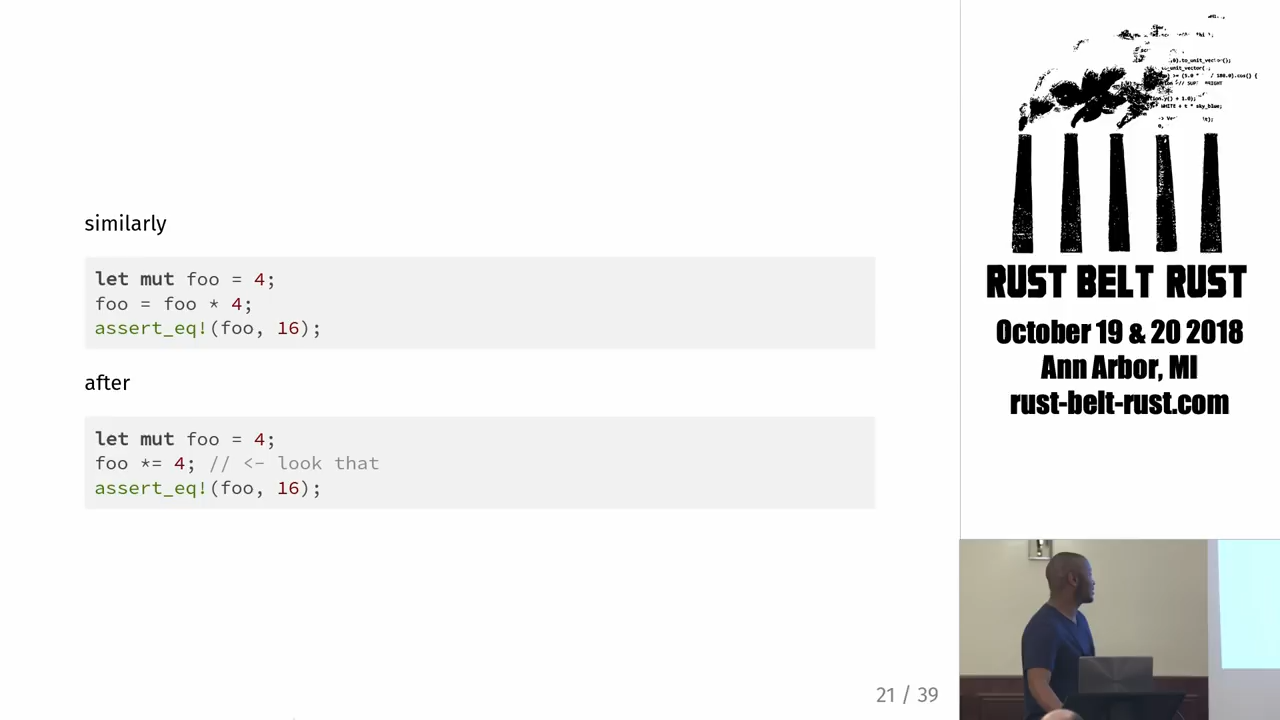 similarly
let mut foo = 4;
foo = foo * 4;
assert_eq!(foo, 16);
after
let mut foo = 4;
foo *= 4; // <- look that
assert_eq!(foo, 16);
21 / 39
RUST BELT RUST
October 19 & 20 2018
Ann Arbor, MI
rust-belt-rust.com